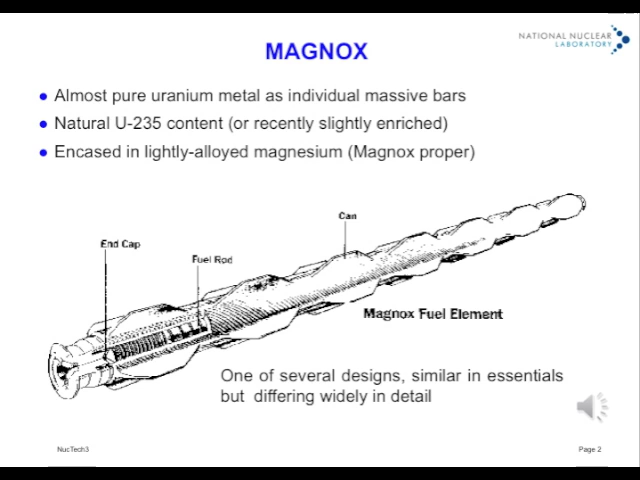 NATIONAL NUCLEAR
LABORATORY
MAGNOX
Almost pure uranium metal as individual massive bars
Natural U-235 content (or recently slightly enriched)
Encased in lightly-alloyed magnesium (Magnox proper)
Can
End Cap
Fuel Rod
Magnox Fuel Element
One of several designs, similar in essentials
but differing widely in detail
NucTech3
Page 2